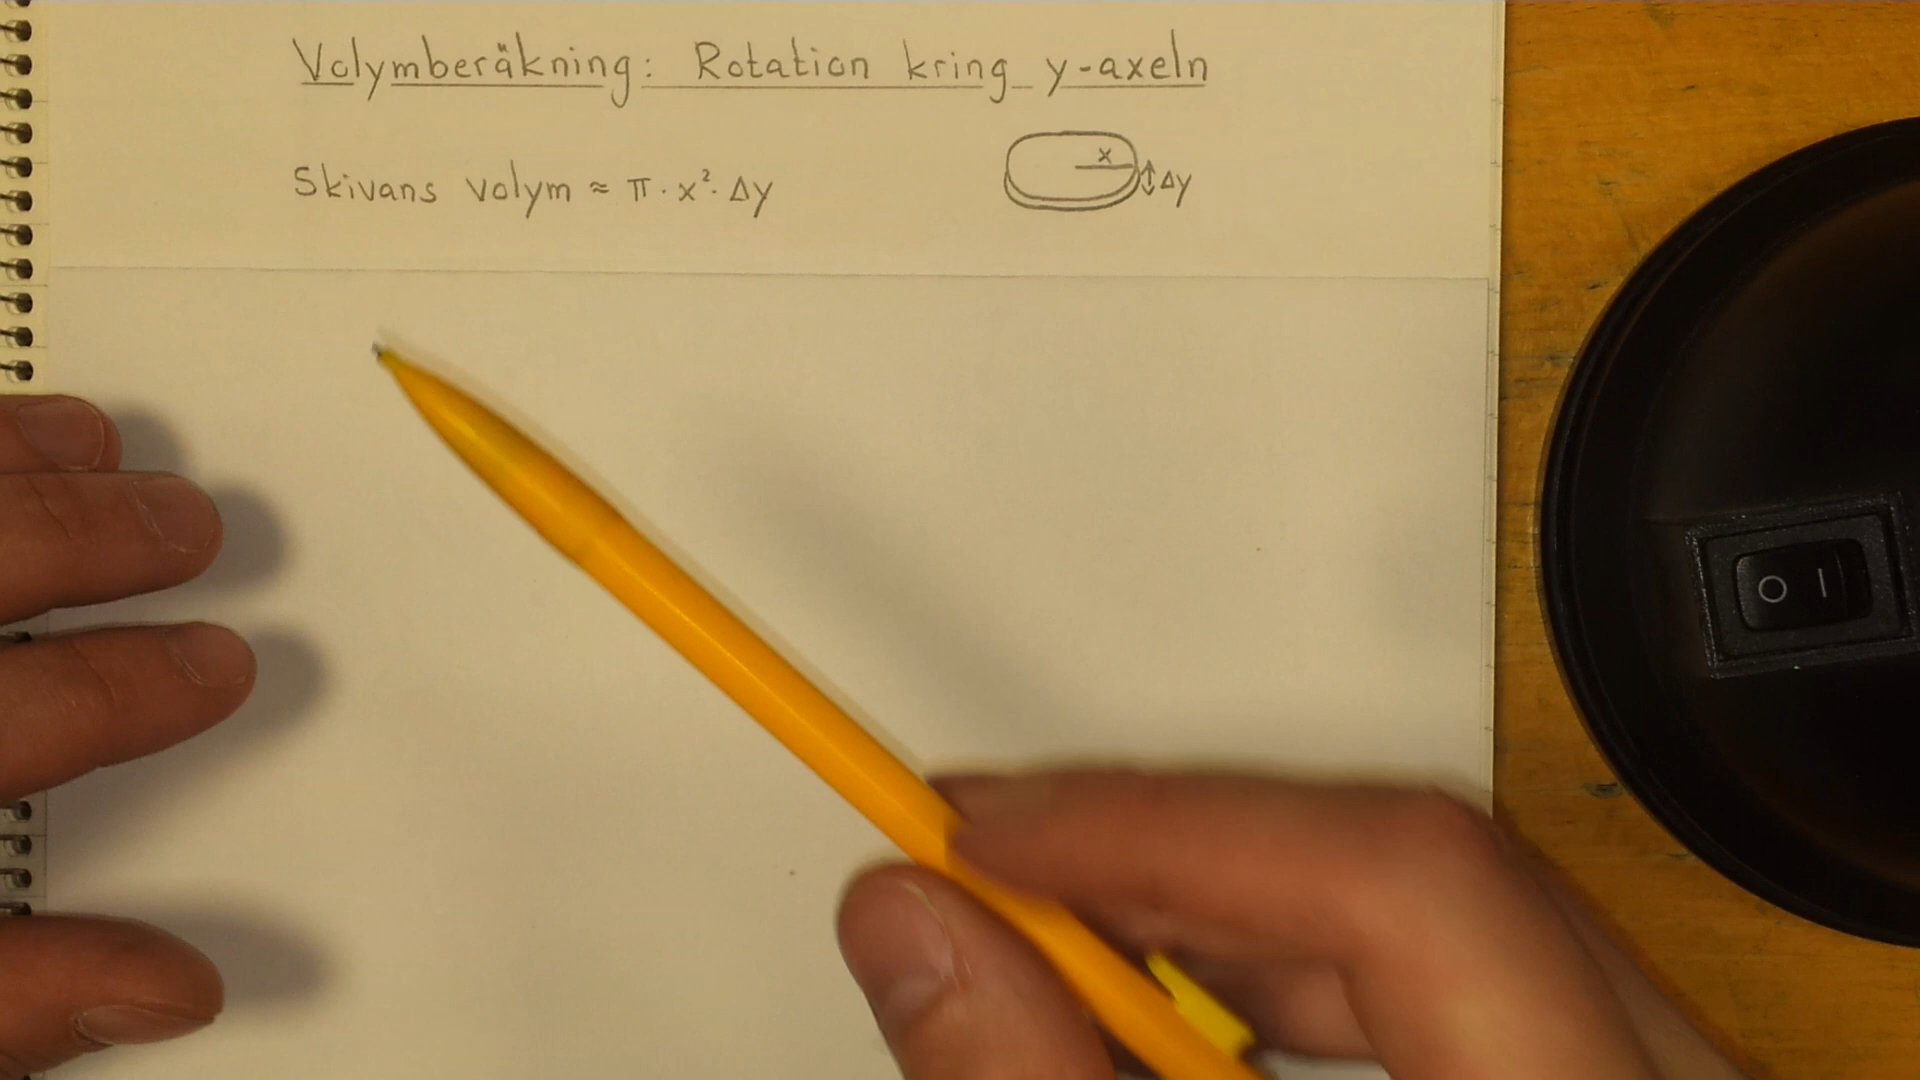 Volymberäkning: Rotation kring y-axeln
Skivans volym ≈ π · x² · Δy
x
Δy
O I